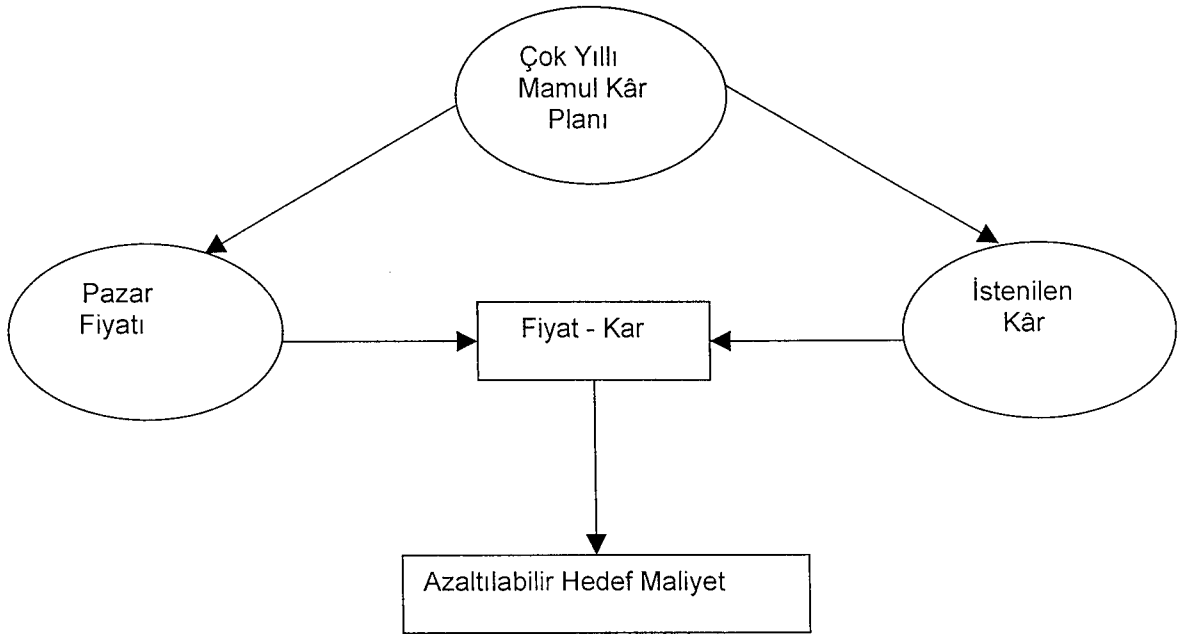 Çok Yıllı
Mamul Kâr
Planı
Pazar
Fiyatı
Fiyat - Kar
İstenilen
Kâr
Azaltılabilir Hedef Maliyet